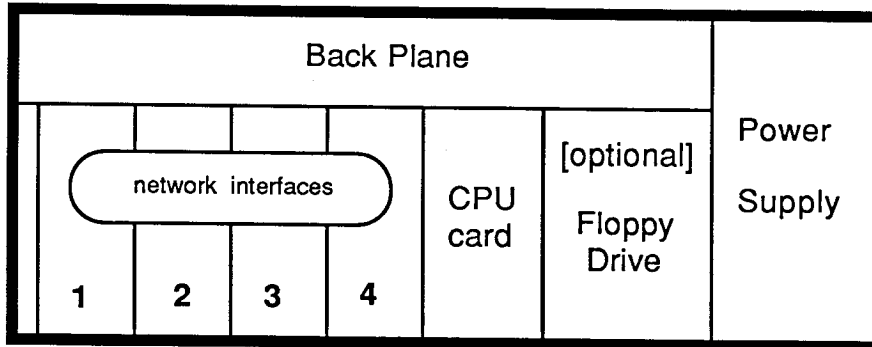 Back Plane
network interfaces
1 2 3 4
CPU
card
[optional]
Floppy
Drive
Power
Supply